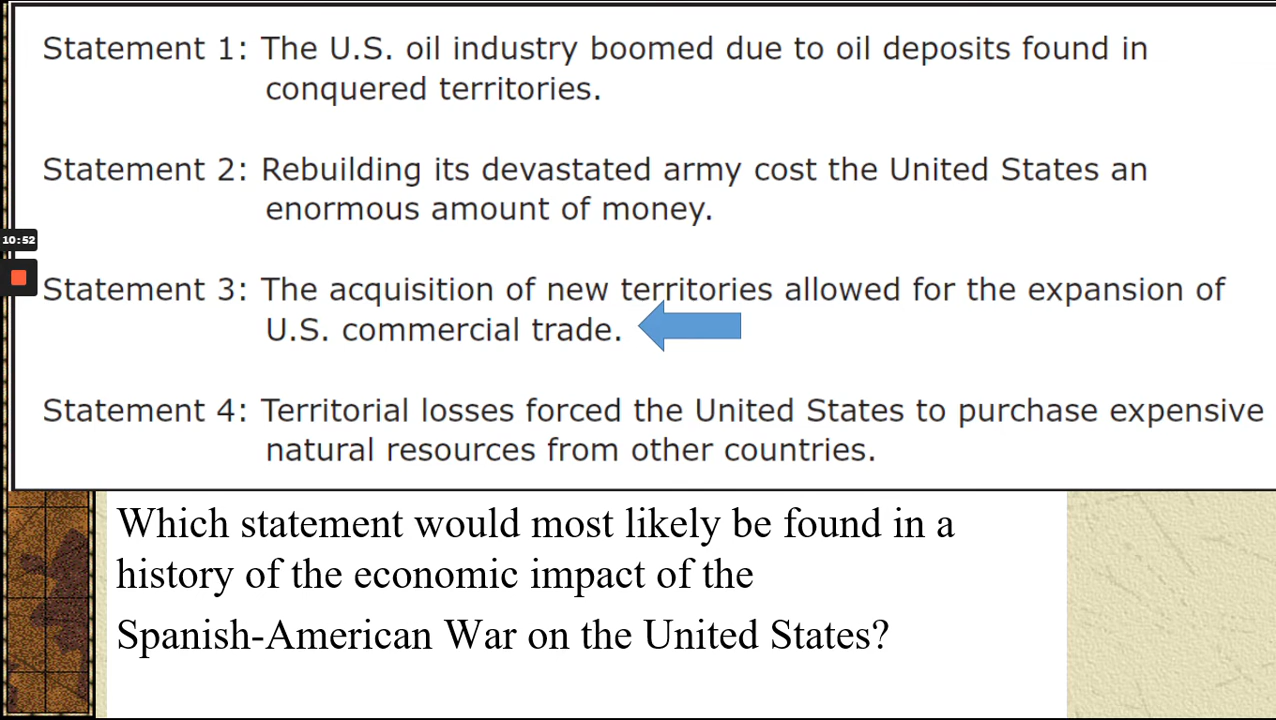 Statement 1: The U.S. oil industry boomed due to oil deposits found in
conquered territories.
Statement 2: Rebuilding its devastated army cost the United States an
enormous amount of money.
10:52
Statement 3: The acquisition of new territories allowed for the expansion of
U.S. commercial trade.
Statement 4: Territorial losses forced the United States to purchase expensive
natural resources from other countries.
Which statement would most likely be found in a
history of the economic impact of the
Spanish-American War on the United States?